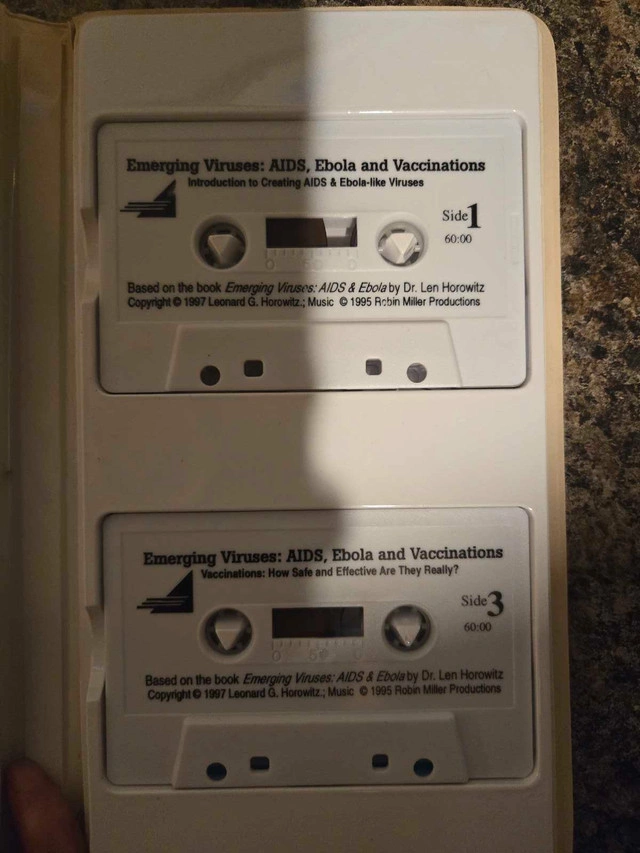 Emerging Viruses: AIDS, Ebola and Vaccinations
Introduction to Creating AIDS & Ebola-like Viruses
Side 1
60:00
0 50
Based on the book Emerging Viruses: AIDS & Ebola by Dr. Len Horowitz
Copyright © 1997 Leonard G. Horowitz.; Music © 1995 Robin Miller Productions
Emerging Viruses: AIDS, Ebola and Vaccinations
Vaccinations: How Safe and Effective Are They Really?
Side 3
60:00
0 50
Based on the book Emerging Viruses: AIDS & Ebola by Dr. Len Horowitz
Copyright © 1997 Leonard G. Horowitz.; Music © 1995 Robin Miller Productions